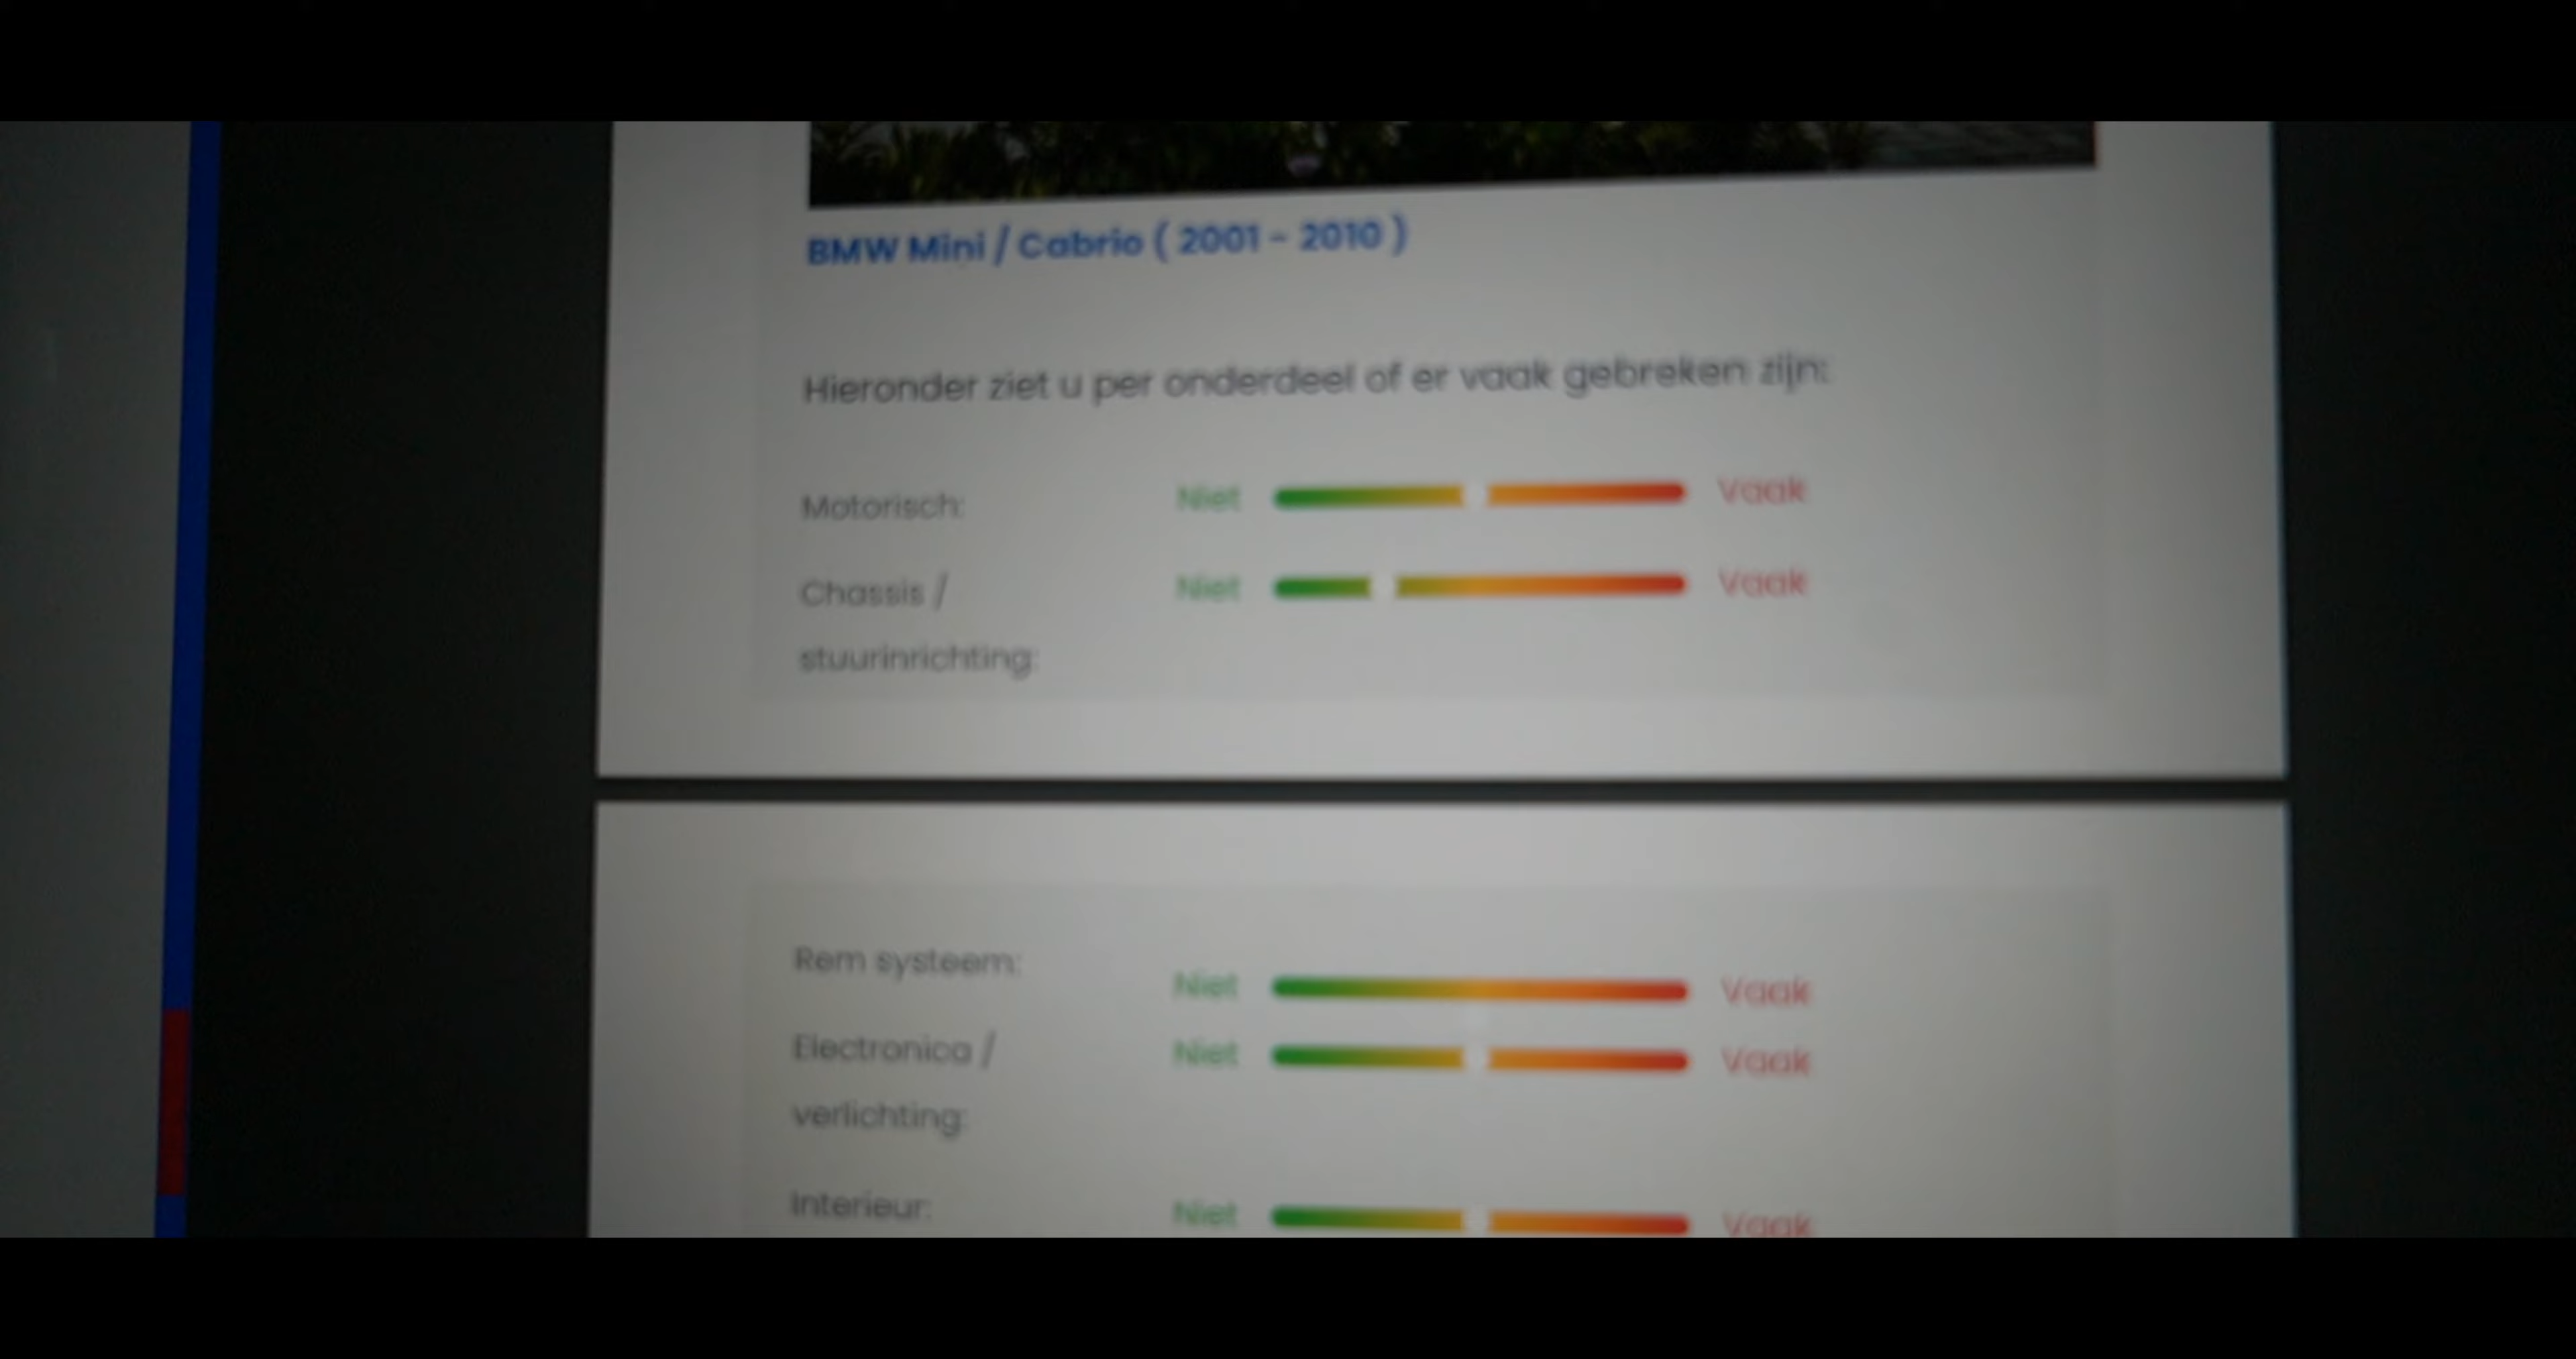 BMW Mini / Cabrio ( 2001 - 2010 )
Hieronder ziet u per onderdeel of er vaak gebreken zijn:
Motorisch: Niet Vaak
Chassis / Niet Vaak
stuurinrichting:
Rem systeem: Niet Vaak
Electronica / Niet Vaak
verlichting:
Interieur: Niet Vaak